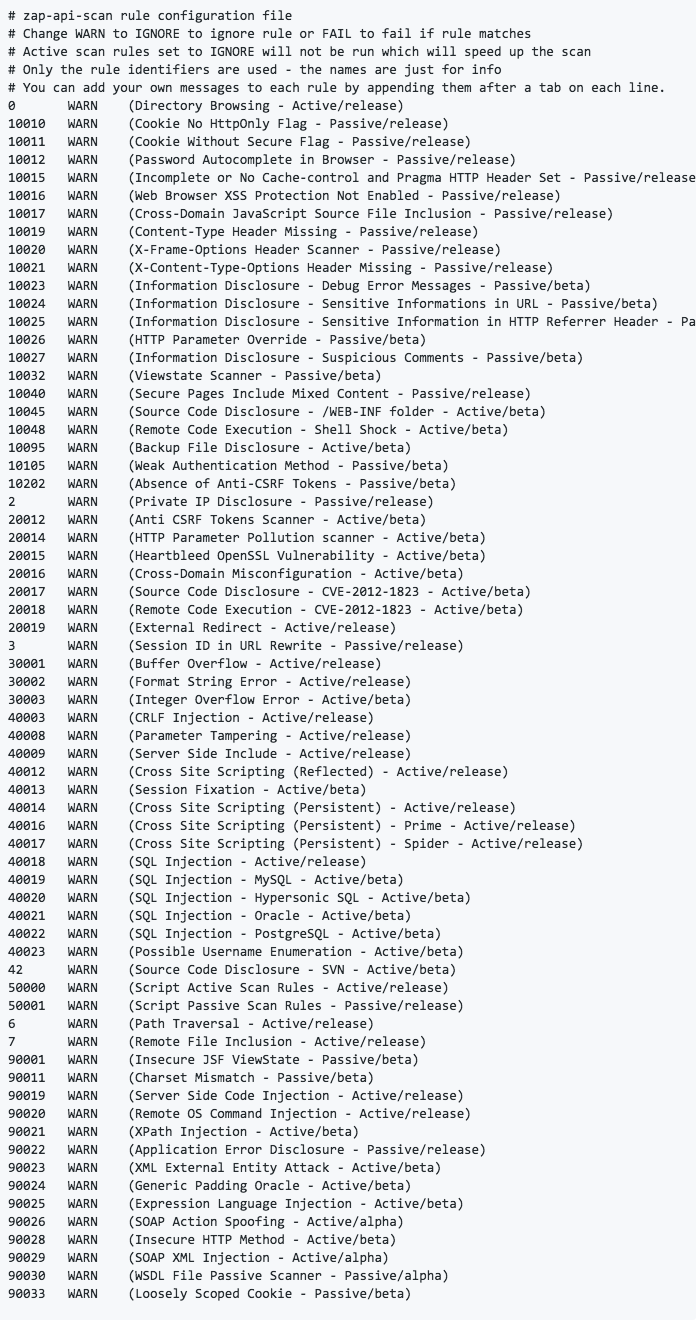 # zap-api-scan rule configuration file
# Change WARN to IGNORE to ignore rule or FAIL to fail if rule matches
# Active scan rules set to IGNORE will not be run which will speed up the scan
# Only the rule identifiers are used - the names are just for info
# You can add your own messages to each rule by appending them after a tab on each line.
0	WARN	(Directory Browsing - Active/release)
10010	WARN	(Cookie No HttpOnly Flag - Passive/release)
10011	WARN	(Cookie Without Secure Flag - Passive/release)
10012	WARN	(Password Autocomplete in Browser - Passive/release)
10015	WARN	(Incomplete or No Cache-control and Pragma HTTP Header Set - Passive/release
10016	WARN	(Web Browser XSS Protection Not Enabled - Passive/release)
10017	WARN	(Cross-Domain JavaScript Source File Inclusion - Passive/release)
10019	WARN	(Content-Type Header Missing - Passive/release)
10020	WARN	(X-Frame-Options Header Scanner - Passive/release)
10021	WARN	(X-Content-Type-Options Header Missing - Passive/release)
10023	WARN	(Information Disclosure - Debug Error Messages - Passive/beta)
10024	WARN	(Information Disclosure - Sensitive Informations in URL - Passive/beta)
10025	WARN	(Information Disclosure - Sensitive Information in HTTP Referrer Header - Pa
10026	WARN	(HTTP Parameter Override - Passive/beta)
10027	WARN	(Information Disclosure - Suspicious Comments - Passive/beta)
10032	WARN	(Viewstate Scanner - Passive/beta)
10040	WARN	(Secure Pages Include Mixed Content - Passive/release)
10045	WARN	(Source Code Disclosure - /WEB-INF folder - Active/beta)
10048	WARN	(Remote Code Execution - Shell Shock - Active/beta)
10095	WARN	(Backup File Disclosure - Active/beta)
10105	WARN	(Weak Authentication Method - Passive/beta)
10202	WARN	(Absence of Anti-CSRF Tokens - Passive/beta)
2	WARN	(Private IP Disclosure - Passive/release)
20012	WARN	(Anti CSRF Tokens Scanner - Active/beta)
20014	WARN	(HTTP Parameter Pollution scanner - Active/beta)
20015	WARN	(Heartbleed OpenSSL Vulnerability - Active/beta)
20016	WARN	(Cross-Domain Misconfiguration - Active/beta)
20017	WARN	(Source Code Disclosure - CVE-2012-1823 - Active/beta)
20018	WARN	(Remote Code Execution - CVE-2012-1823 - Active/beta)
20019	WARN	(External Redirect - Active/release)
3	WARN	(Session ID in URL Rewrite - Passive/release)
30001	WARN	(Buffer Overflow - Active/release)
30002	WARN	(Format String Error - Active/release)
30003	WARN	(Integer Overflow Error - Active/beta)
40003	WARN	(CRLF Injection - Active/release)
40008	WARN	(Parameter Tampering - Active/release)
40009	WARN	(Server Side Include - Active/release)
40012	WARN	(Cross Site Scripting (Reflected) - Active/release)
40013	WARN	(Session Fixation - Active/beta)
40014	WARN	(Cross Site Scripting (Persistent) - Active/release)
40016	WARN	(Cross Site Scripting (Persistent) - Prime - Active/release)
40017	WARN	(Cross Site Scripting (Persistent) - Spider - Active/release)
40018	WARN	(SQL Injection - Active/release)
40019	WARN	(SQL Injection - MySQL - Active/beta)
40020	WARN	(SQL Injection - Hypersonic SQL - Active/beta)
40021	WARN	(SQL Injection - Oracle - Active/beta)
40022	WARN	(SQL Injection - PostgreSQL - Active/beta)
40023	WARN	(Possible Username Enumeration - Active/beta)
42	WARN	(Source Code Disclosure - SVN - Active/beta)
50000	WARN	(Script Active Scan Rules - Active/release)
50001	WARN	(Script Passive Scan Rules - Passive/release)
6	WARN	(Path Traversal - Active/release)
7	WARN	(Remote File Inclusion - Active/release)
90001	WARN	(Insecure JSF ViewState - Passive/beta)
90011	WARN	(Charset Mismatch - Passive/beta)
90019	WARN	(Server Side Code Injection - Active/release)
90020	WARN	(Remote OS Command Injection - Active/release)
90021	WARN	(XPath Injection - Active/beta)
90022	WARN	(Application Error Disclosure - Passive/release)
90023	WARN	(XML External Entity Attack - Active/beta)
90024	WARN	(Generic Padding Oracle - Active/beta)
90025	WARN	(Expression Language Injection - Active/beta)
90026	WARN	(SOAP Action Spoofing - Active/alpha)
90028	WARN	(Insecure HTTP Method - Active/beta)
90029	WARN	(SOAP XML Injection - Active/alpha)
90030	WARN	(WSDL File Passive Scanner - Passive/alpha)
90033	WARN	(Loosely Scoped Cookie - Passive/beta)